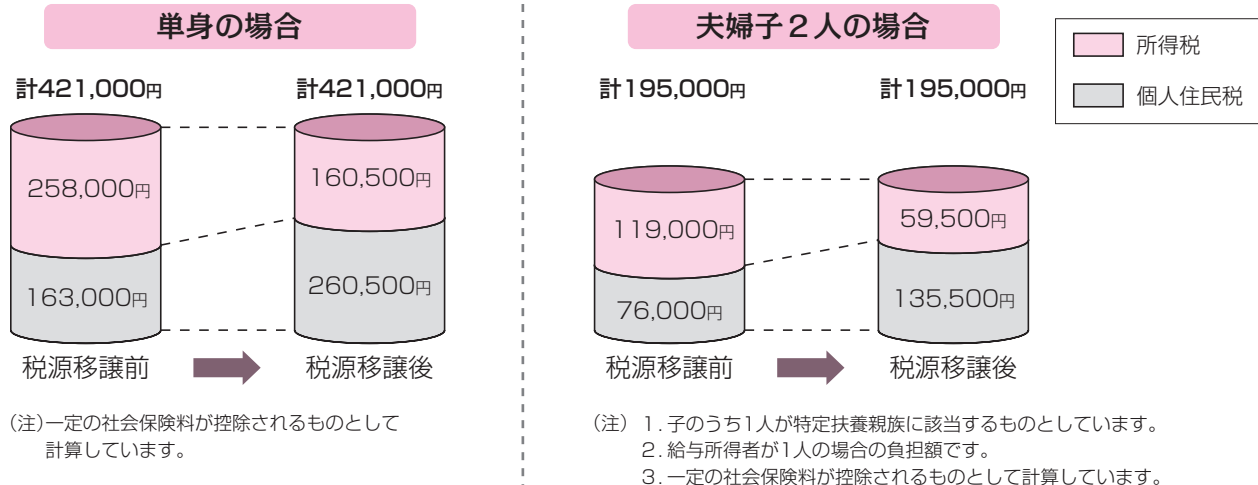 単身の場合
計421,000円
計421,000円
258,000円
160,500円
163,000円
260,500円
税源移譲前
税源移譲後
(注)一定の社会保険料が控除されるものとして
計算しています。
夫婦子2人の場合
計195,000円
計195,000円
119,000円
59,500円
76,000円
135,500円
税源移譲前
税源移譲後
(注) 1. 子のうち1人が特定扶養親族に該当するものとしています。
2. 給与所得者が1人の場合の負担額です。
3. 一定の社会保険料が控除されるものとして計算しています。
所得税
個人住民税